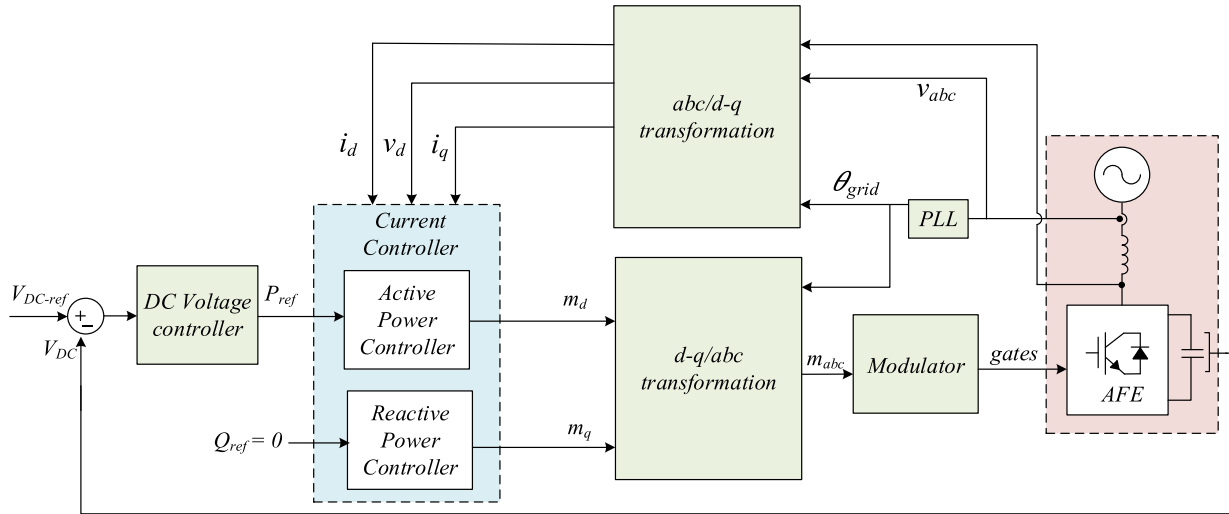 abc/d-q
transformation
v_abc
θ_grid
PLL
i_d
v_d
i_q
Current
Controller
V_DC-ref
+
-
V_DC
DC Voltage
controller
P_ref
Active
Power
Controller
m_d
Q_ref = 0
Reactive
Power
Controller
m_q
d-q/abc
transformation
m_abc
Modulator
gates
AFE